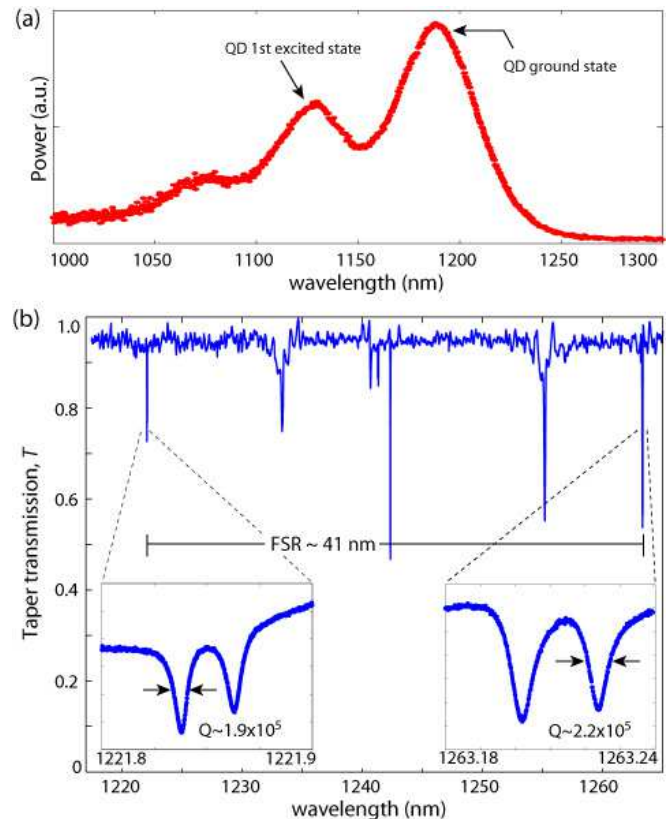 (a)
QD 1st excited state
QD ground state
Power (a.u.)
1000 1050 1100 1150 1200 1250 1300
wavelength (nm)
(b)
1.0
0.8
0.6
0.4
0.2
0
Taper transmission, T
FSR ~ 41 nm
Q~1.9x10⁵
1221.8 1221.9
Q~2.2x10⁵
1263.18 1263.24
1220 1230 1240 1250 1260
wavelength (nm)